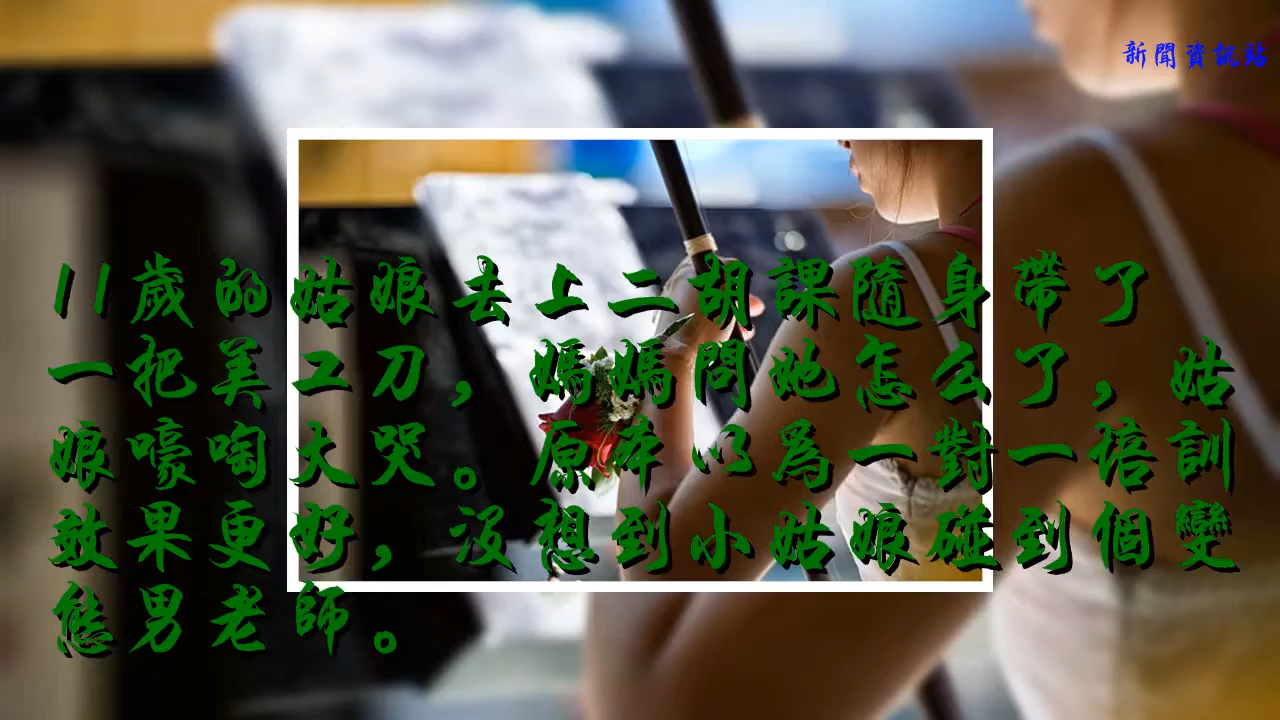 新聞資訊站
11歲的姑娘去上二胡課隨身帶了
一把美工刀，媽媽問她怎么了，姑
娘嚎啕大哭。原本以為一對一培訓
效果更好，沒想到小姑娘碰到個變
態男老師。